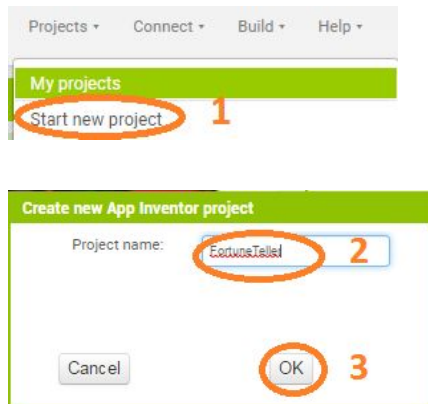 Projects ▾ Connect ▾ Build ▾ Help ▾
My projects
Start new project 1
Create new App Inventor project
Project name: FortuneTeller 2
Cancel OK 3